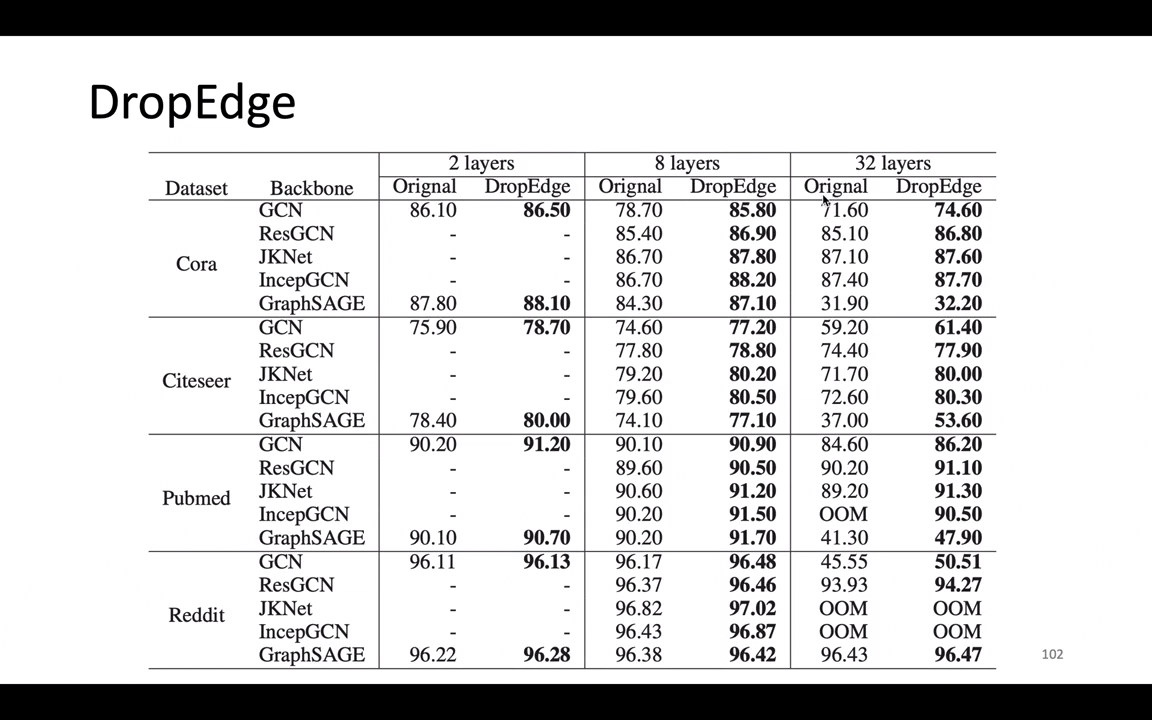 DropEdge
2 layers 8 layers 32 layers
Dataset Backbone Orignal DropEdge Orignal DropEdge Orignal DropEdge
GCN 86.10 86.50 78.70 85.80 71.60 74.60
ResGCN - - 85.40 86.90 85.10 86.80
Cora JKNet - - 86.70 87.80 87.10 87.60
IncepGCN - - 86.70 88.20 87.40 87.70
GraphSAGE 87.80 88.10 84.30 87.10 31.90 32.20
GCN 75.90 78.70 74.60 77.20 59.20 61.40
ResGCN - - 77.80 78.80 74.40 77.90
Citeseer JKNet - - 79.20 80.20 71.70 80.00
IncepGCN - - 79.60 80.50 72.60 80.30
GraphSAGE 78.40 80.00 74.10 77.10 37.00 53.60
GCN 90.20 91.20 90.10 90.90 84.60 86.20
ResGCN - - 89.60 90.50 90.20 91.10
Pubmed JKNet - - 90.60 91.20 89.20 91.30
IncepGCN - - 90.20 91.50 OOM 90.50
GraphSAGE 90.10 90.70 90.20 91.70 41.30 47.90
GCN 96.11 96.13 96.17 96.48 45.55 50.51
ResGCN - - 96.37 96.46 93.93 94.27
Reddit JKNet - - 96.82 97.02 OOM OOM
IncepGCN - - 96.43 96.87 OOM OOM
GraphSAGE 96.22 96.28 96.38 96.42 96.43 96.47
102